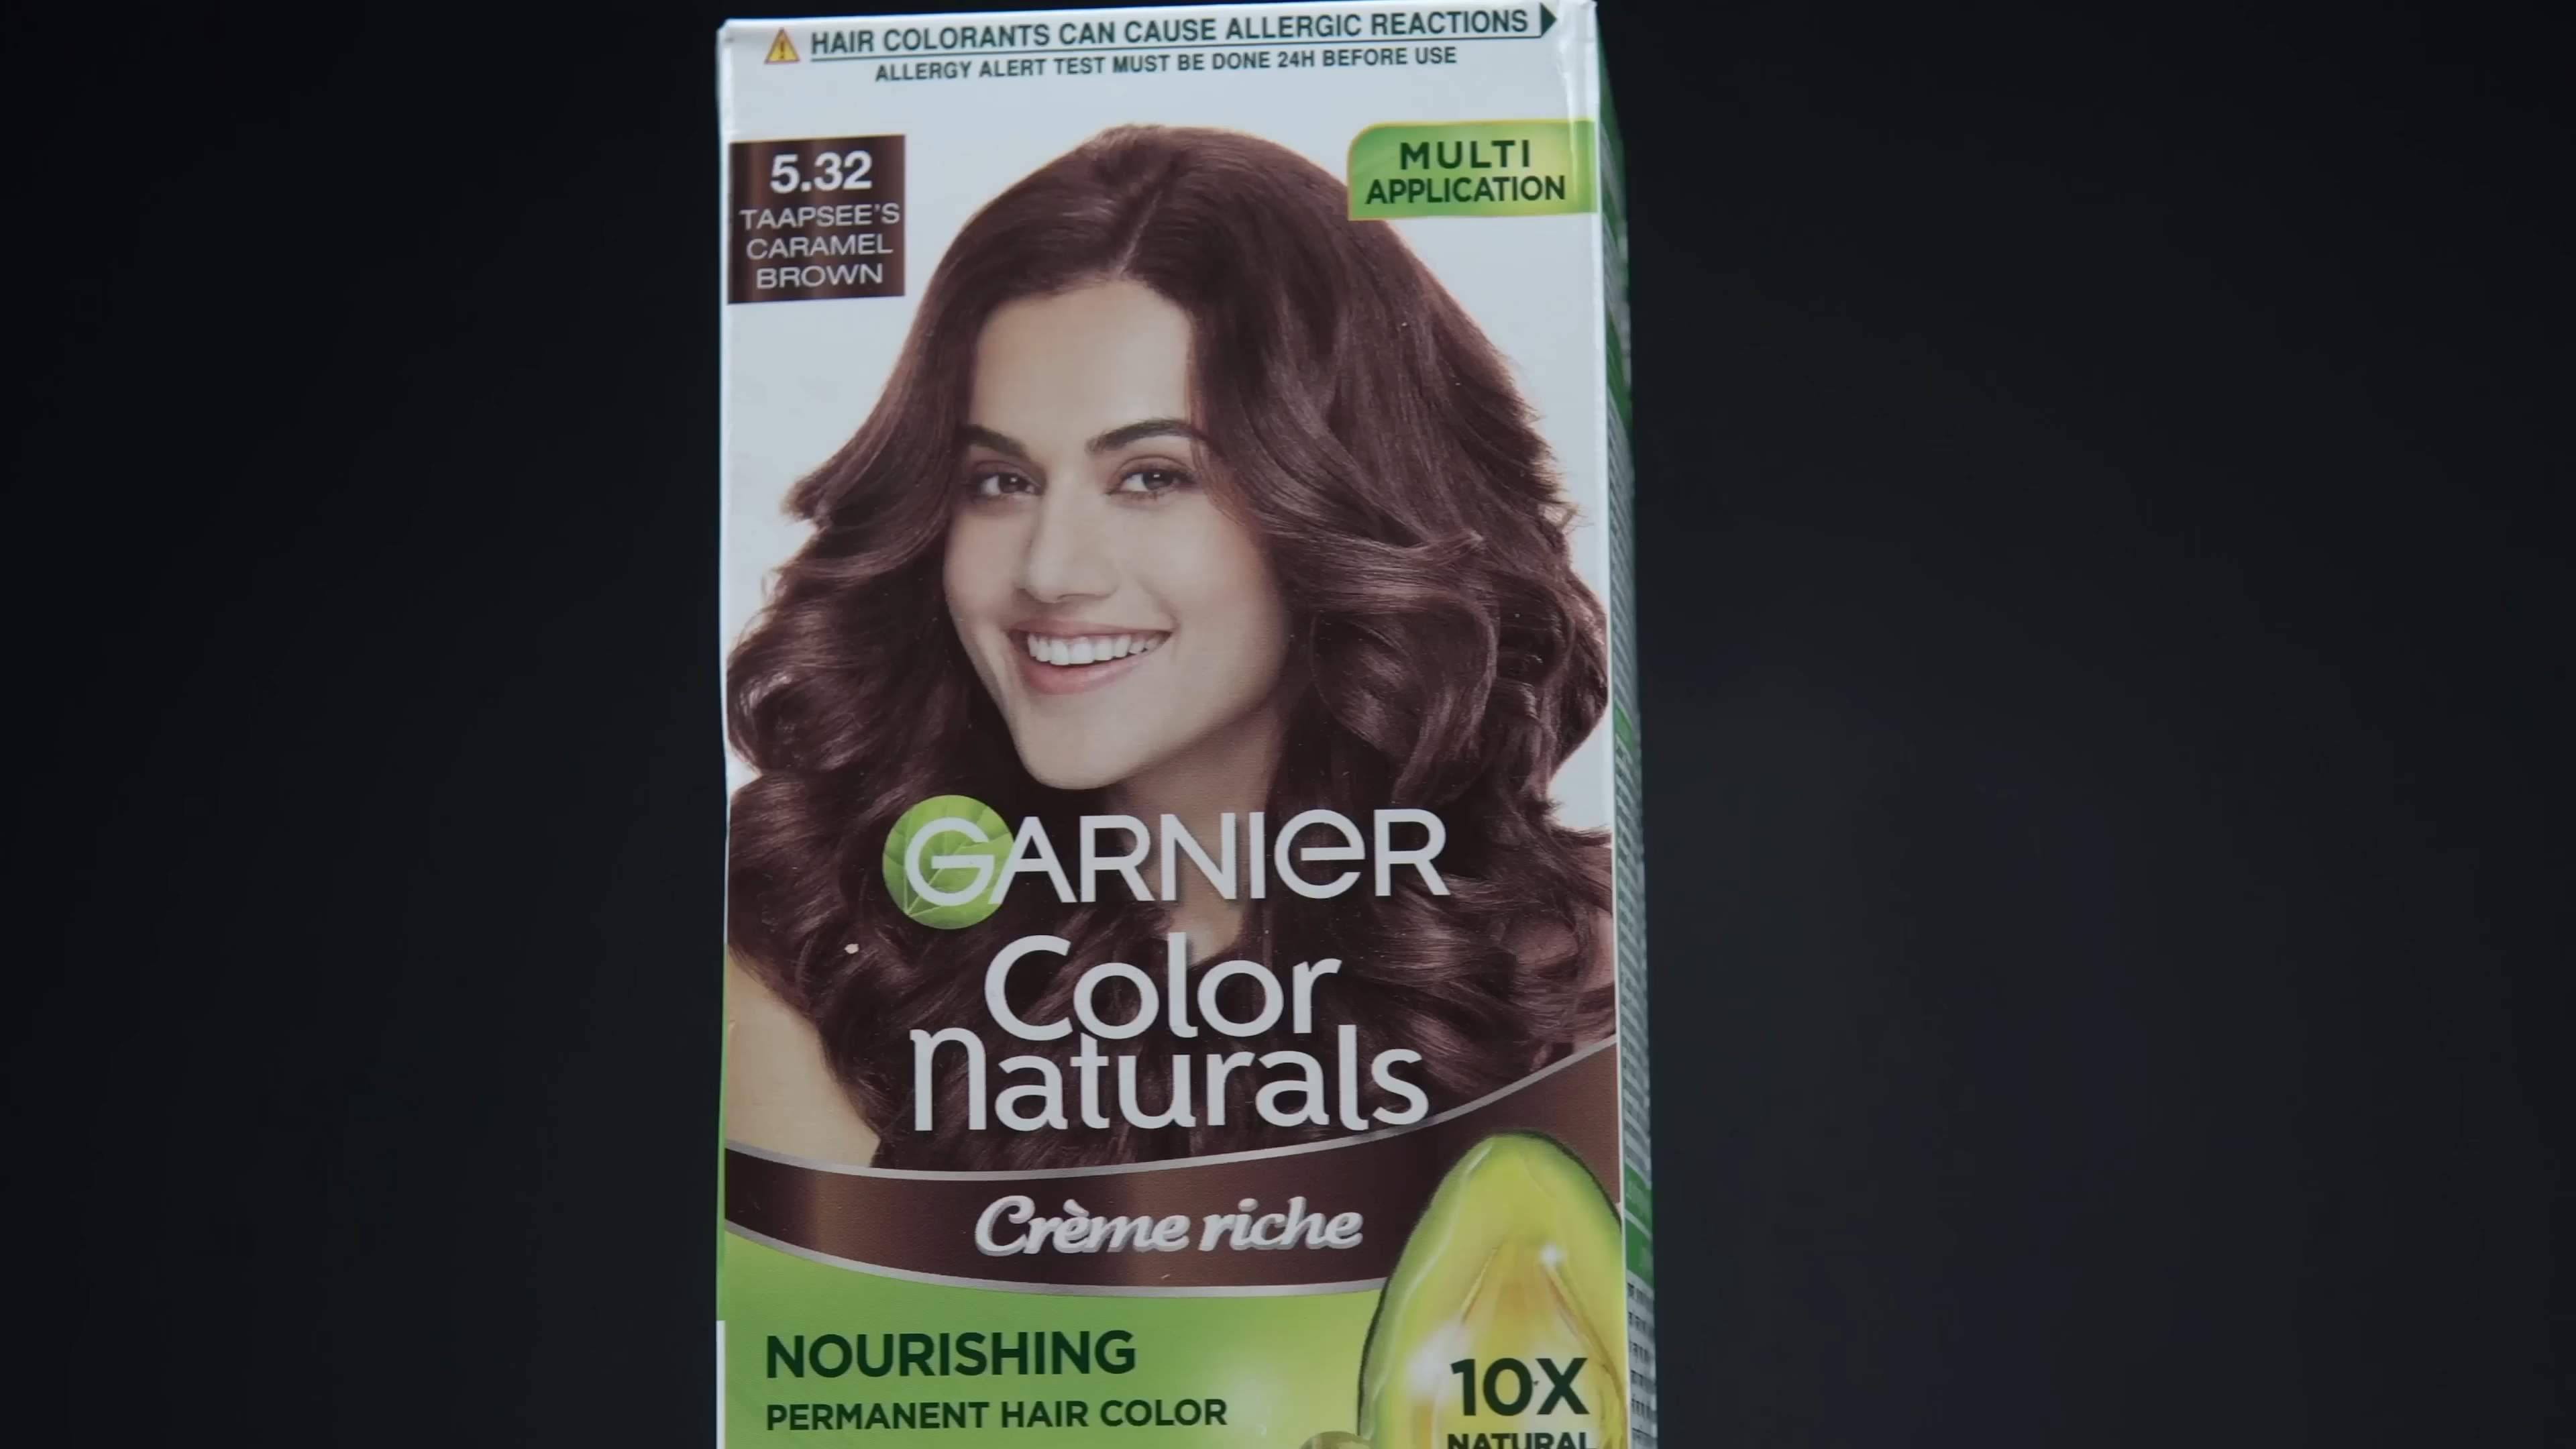 HAIR COLORANTS CAN CAUSE ALLERGIC REACTIONS
ALLERGY ALERT TEST MUST BE DONE 24H BEFORE USE
5.32
TAAPSEE'S
CARAMEL
BROWN
MULTI
APPLICATION
GARNIER
Color
Naturals
Crème riche
NOURISHING
PERMANENT HAIR COLOR
10X
NATURAL